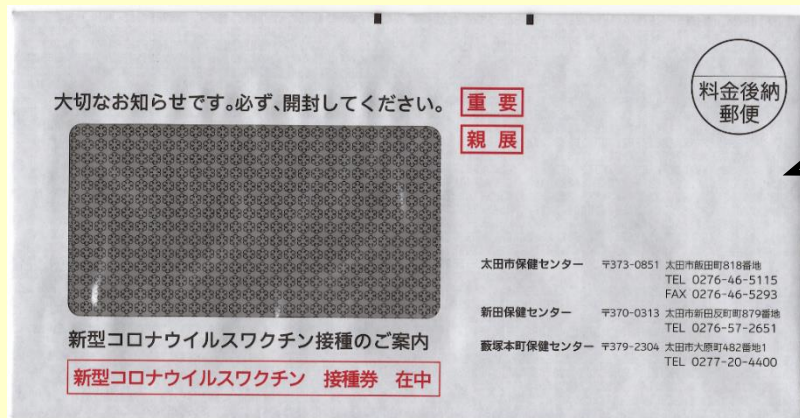 大切なお知らせです。必ず、開封してください。
重要
親展
料金後納
郵便
太田市保健センター 〒373-0851 太田市飯田町818番地
TEL 0276-46-5115
FAX 0276-46-5293
新田保健センター 〒370-0313 太田市新田反町町879番地
TEL 0276-57-2651
藪塚本町保健センター 〒379-2304 太田市大原町482番地1
TEL 0277-20-4400
新型コロナウイルスワクチン接種のご案内
新型コロナウイルスワクチン 接種券 在中